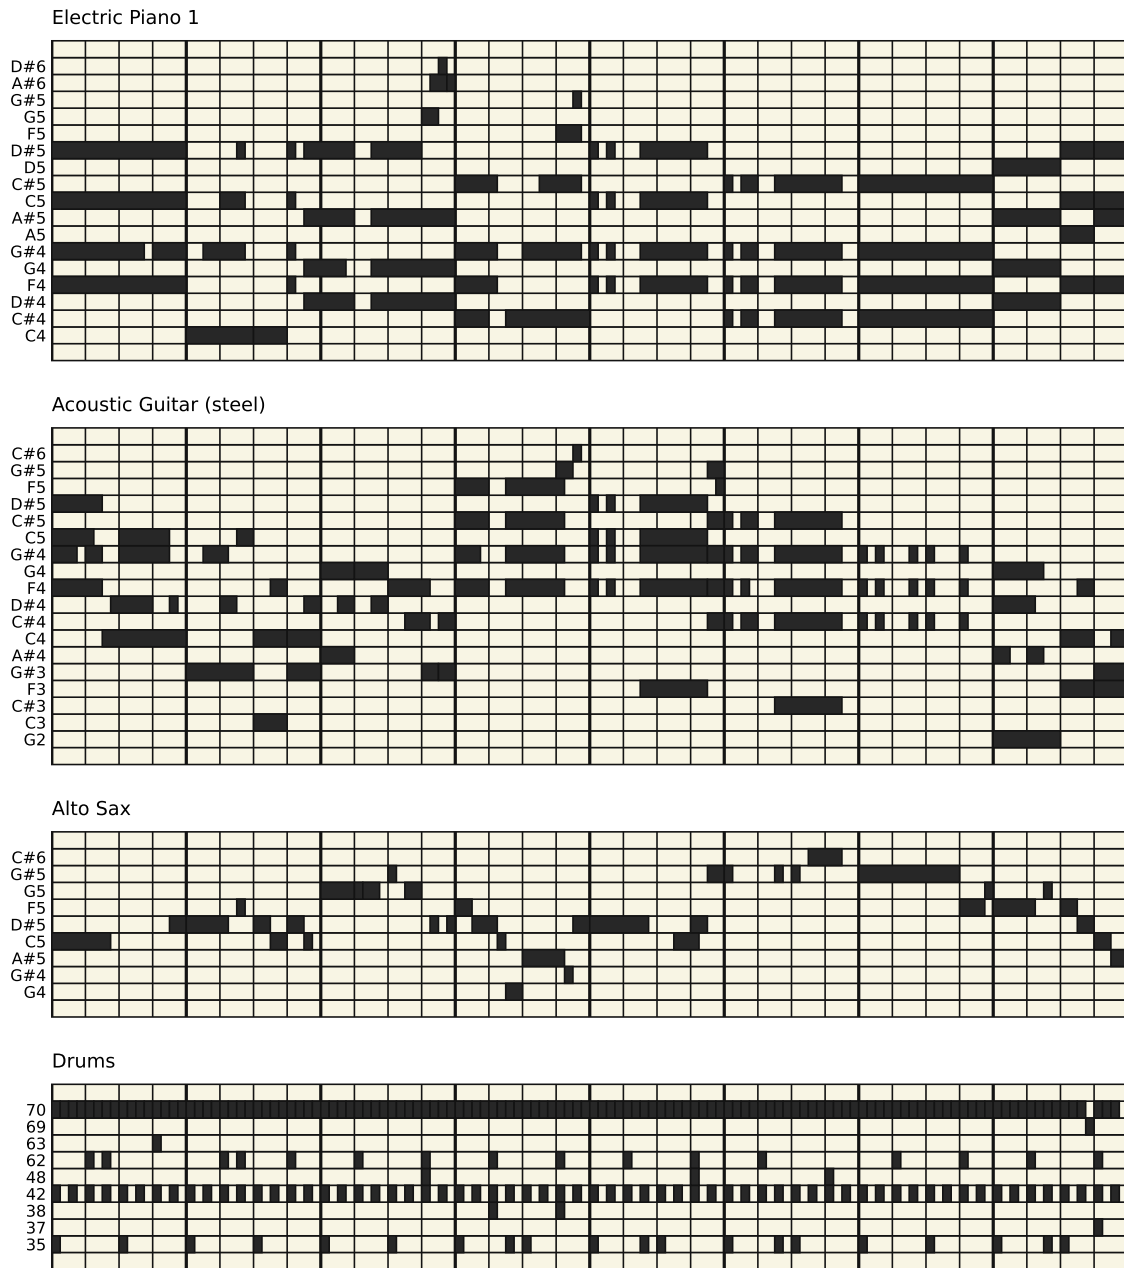 Electric Piano 1
D#6
A#6
G#5
G5
F5
D#5
D5
C#5
C5
A#5
A5
G#4
G4
F4
D#4
C#4
C4
Acoustic Guitar (steel)
C#6
G#5
F5
D#5
C#5
C5
G#4
G4
F4
D#4
C#4
C4
A#4
G#3
F3
C#3
C3
G2
Alto Sax
C#6
G#5
G5
F5
D#5
C5
A#5
G#4
G4
Drums
70
69
63
62
48
42
38
37
35